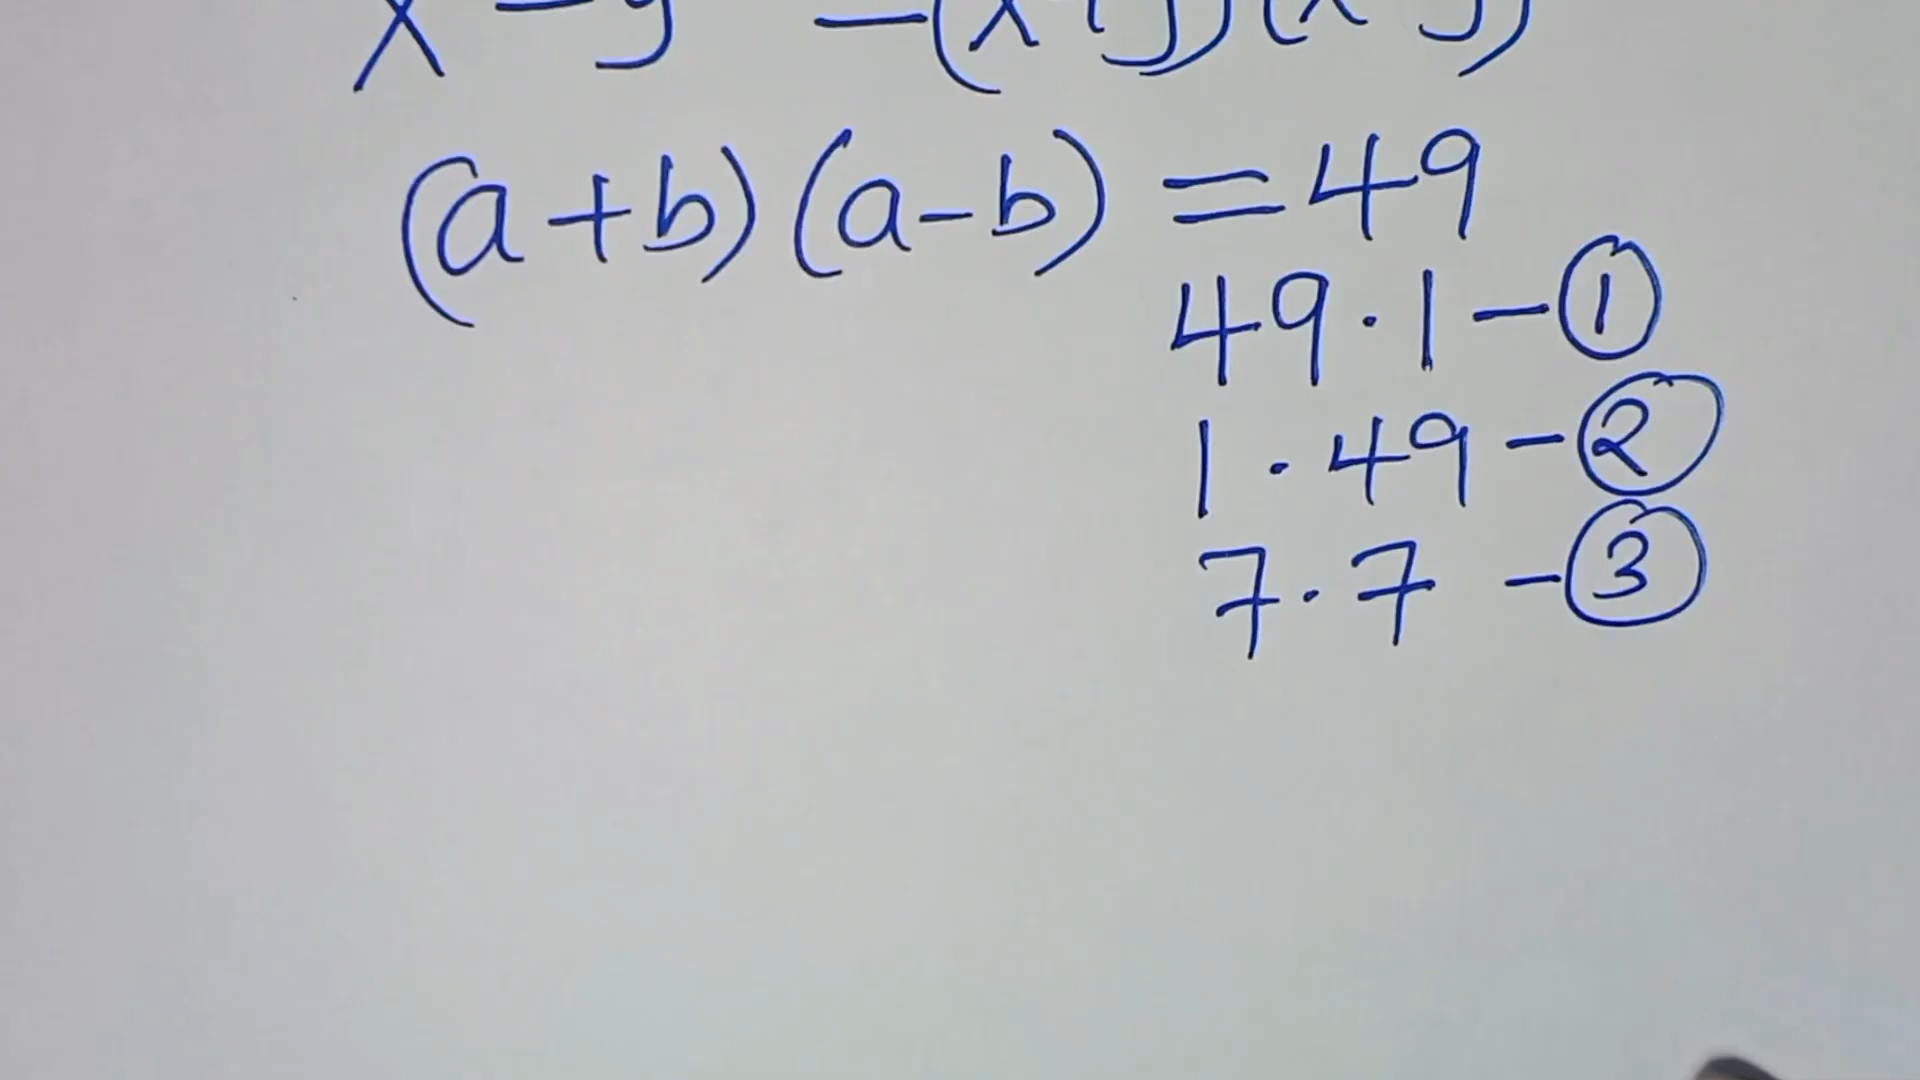 x - y = (x+y)(x-y)
(a+b)(a-b) = 49
49·1 - ①
1·49 - ②
7·7 - ③